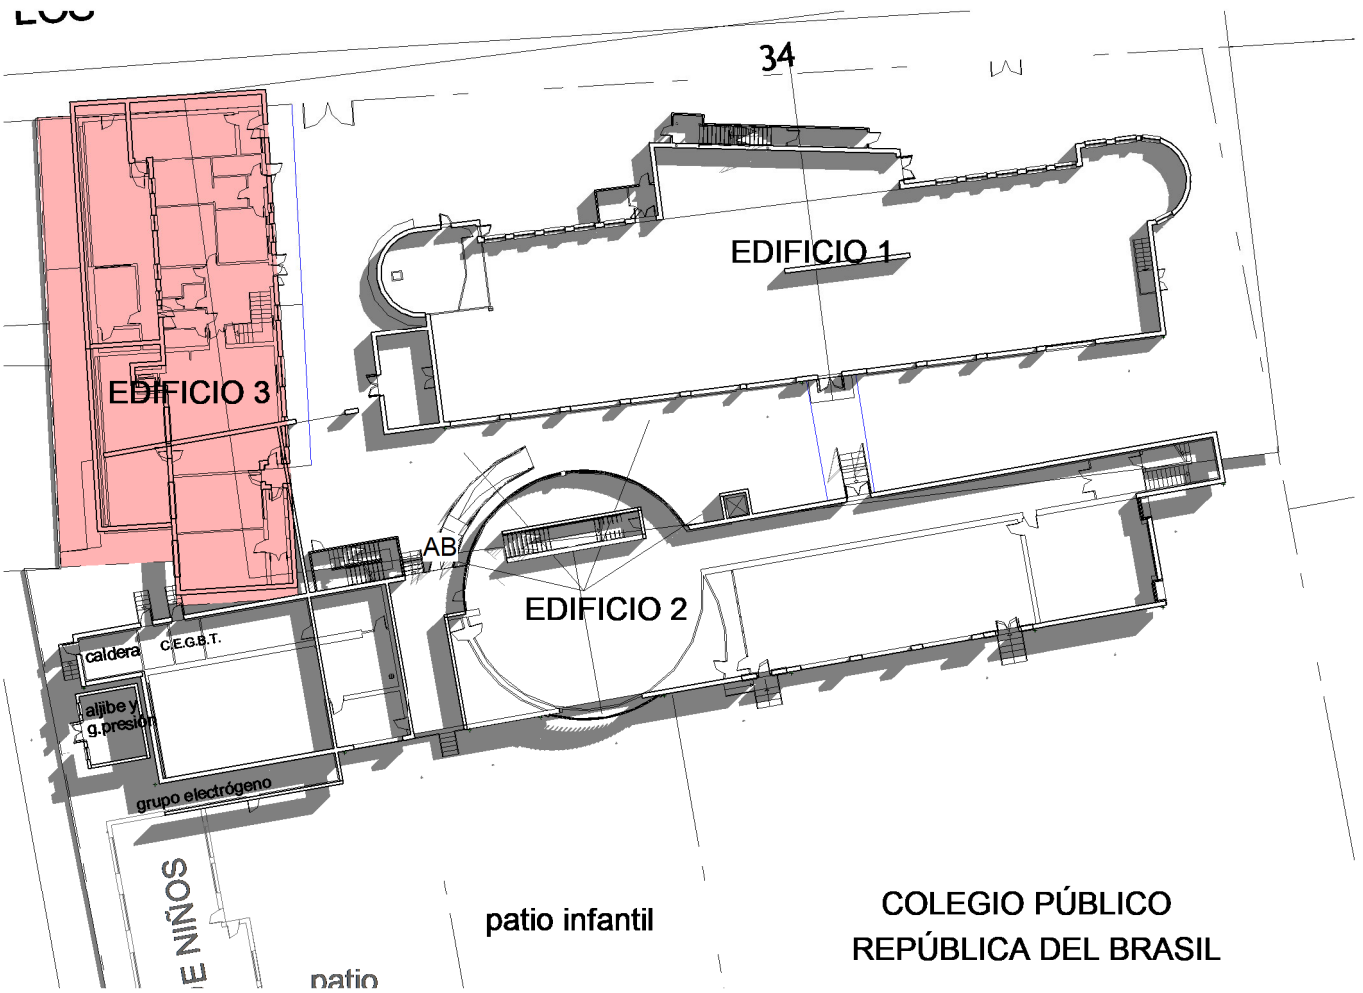 34
EDIFICIO 1
EDIFICIO 3
AB
EDIFICIO 2
caldera
C.E.G.B.T.
aljibe y
g.presión
grupo electrógeno
DE NIÑOS
patio infantil
patio
COLEGIO PÚBLICO
REPÚBLICA DEL BRASIL